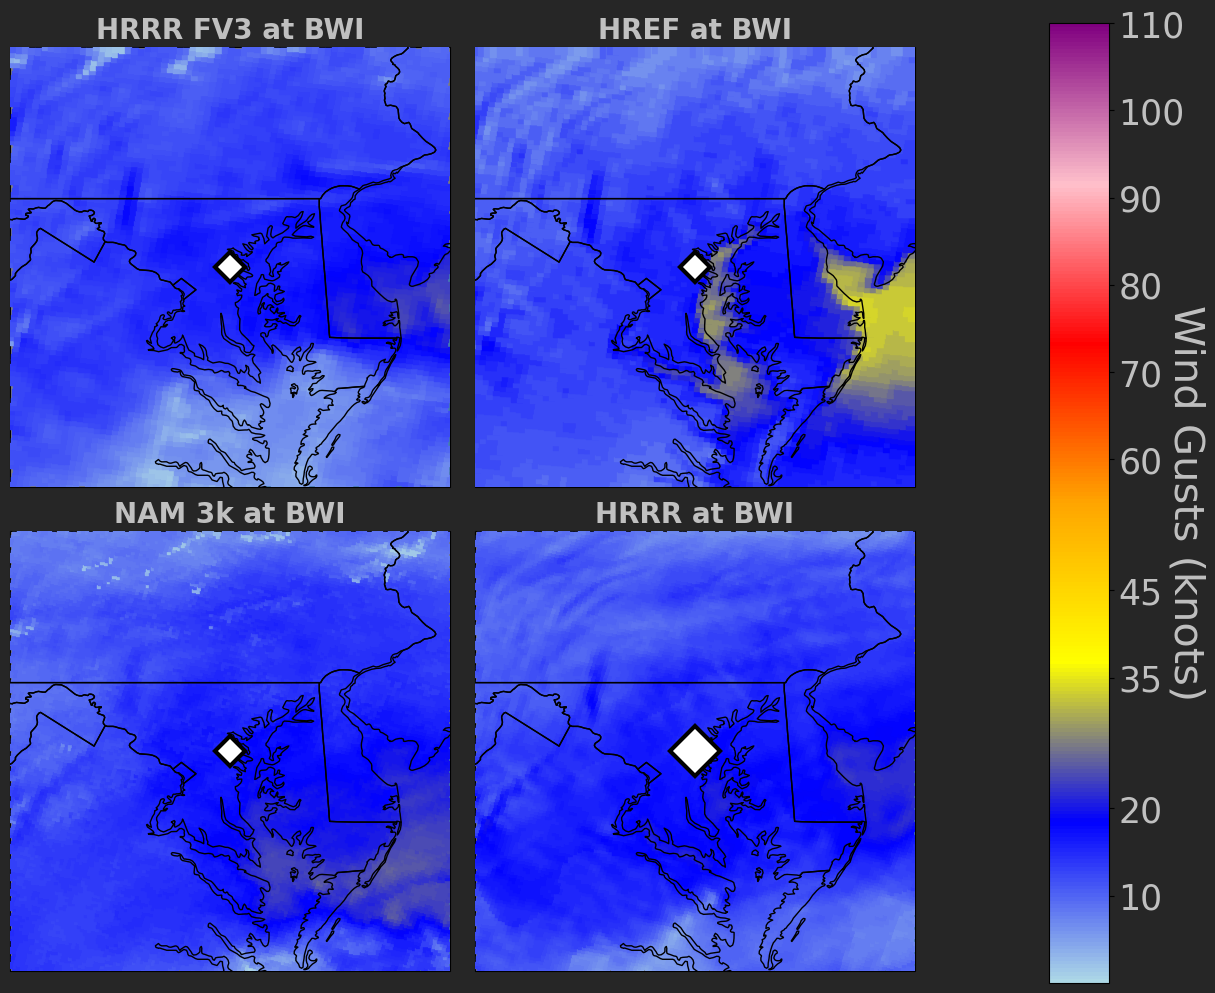 HRRR FV3 at BWI
HREF at BWI
NAM 3k at BWI
HRRR at BWI
110
100
90
80
70
60
45
35
20
10
Wind Gusts (knots)